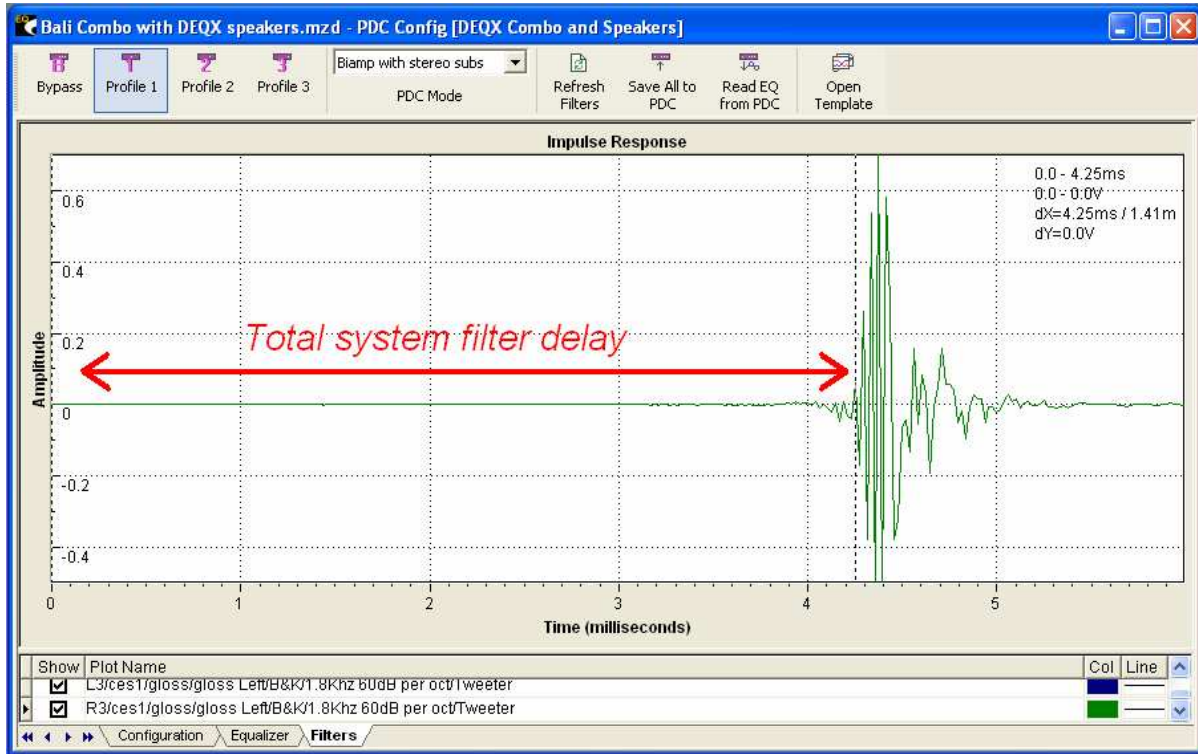 Bali Combo with DEQX speakers.mzd - PDC Config [DEQX Combo and Speakers]
Bypass
Profile 1
Profile 2
Profile 3
Biamp with stereo subs
PDC Mode
Refresh Filters
Save All to PDC
Read EQ from PDC
Open Template
Impulse Response
0.0 - 4.25ms
0.0 - 0.0V
dX=4.25ms / 1.41m
dY=0.0V
0.6
0.4
0.2
0
-0.2
-0.4
Amplitude
Total system filter delay
0 1 2 3 4 5
Time (milliseconds)
Show Plot Name Col Line
L3/ces1/gloss/gloss Left/B&K/1.8Khz 60dB per oct/Tweeter
R3/ces1/gloss/gloss Left/B&K/1.8Khz 60dB per oct/Tweeter
Configuration Equalizer Filters